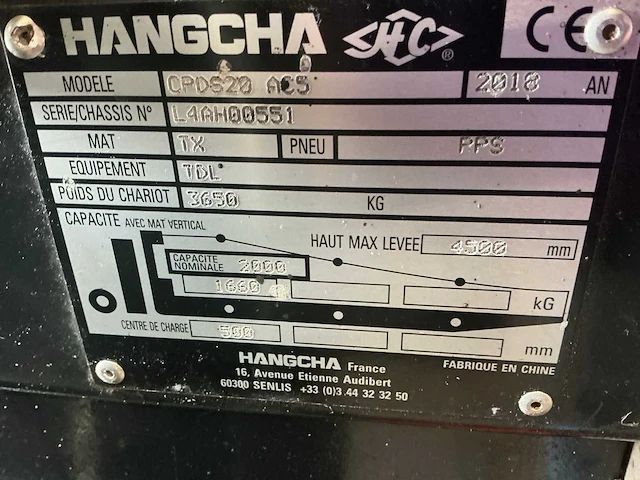 HANGCHA HC® CE
MODELE CPDS20 AC5 2018 AN
SERIE/CHASSIS N° L4AH00551
MAT TX PNEU PPS
EQUIPEMENT TDL
POIDS DU CHARIOT 3650 KG
CAPACITE AVEC MAT VERTICAL
HAUT MAX LEVEE 4500 mm
CAPACITE NOMINALE 2000
1660 kG
CENTRE DE CHARGE 500 mm
HANGCHA France
16, Avenue Etienne Audibert
60300 SENLIS +33 (0)3 44 32 32 50
FABRIQUE EN CHINE